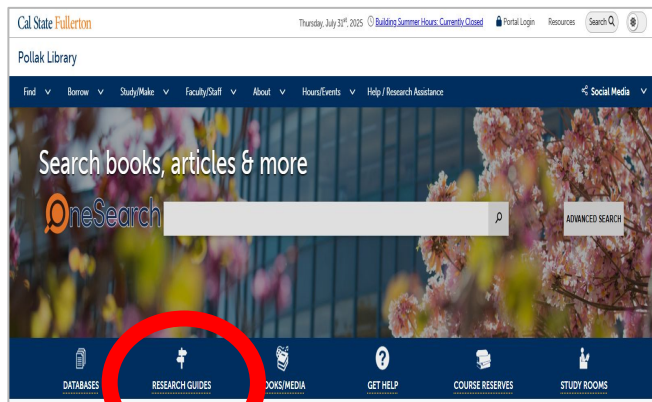 Cal State Fullerton
Thursday, July 31st, 2025 Building Summer Hours: Currently Closed Portal Login Resources Search
Pollak Library
Find Borrow Study/Make Faculty/Staff About Hours/Events Help / Research Assistance Social Media
Search books, articles & more
OneSearch ADVANCED SEARCH
DATABASES RESEARCH GUIDES OOKS/MEDIA GET HELP COURSE RESERVES STUDY ROOMS